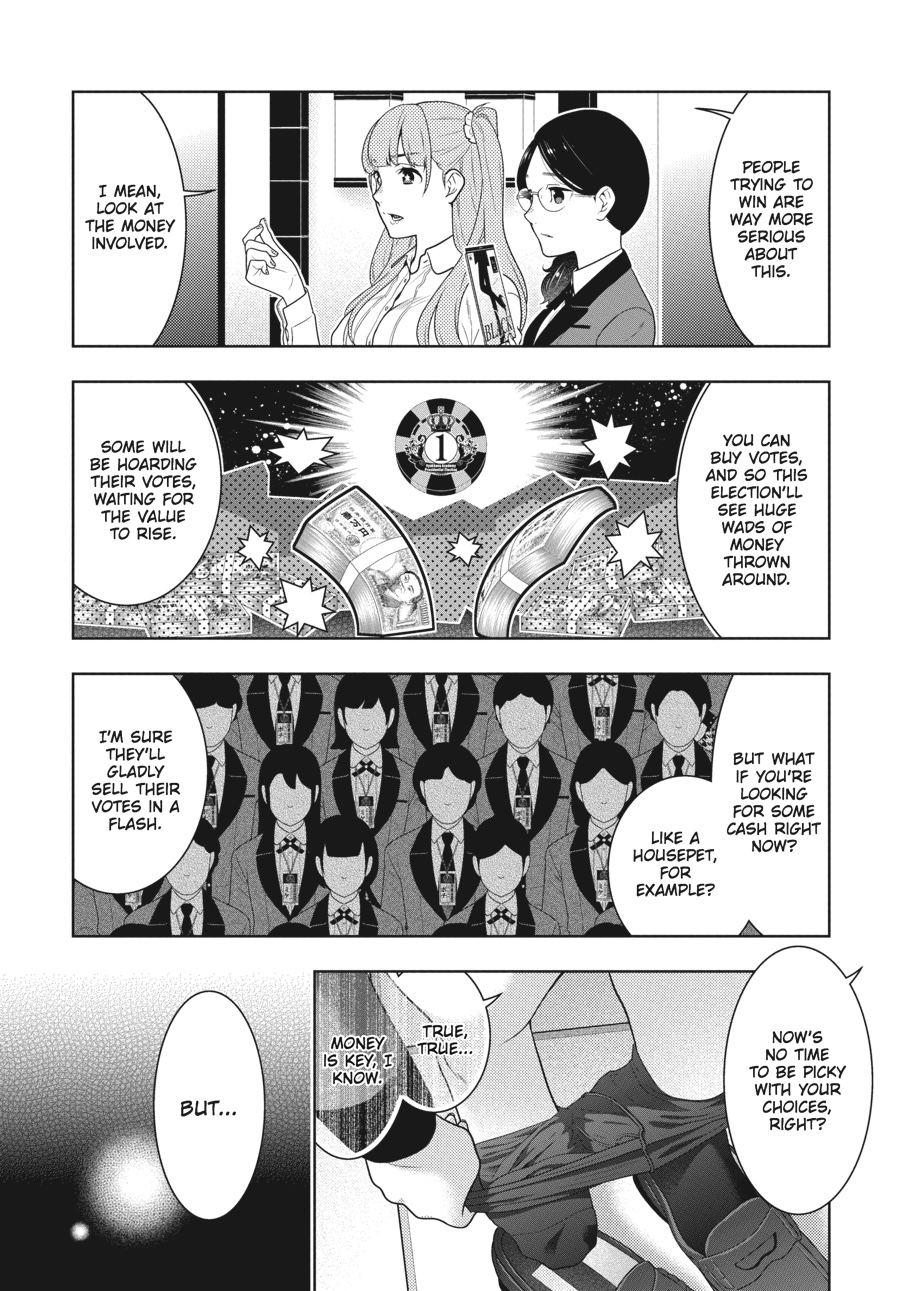 PEOPLE
TRYING TO
WIN ARE
WAY MORE
SERIOUS
ABOUT
THIS.
I MEAN,
LOOK AT
THE MONEY
INVOLVED.
BLACK
YOU CAN
BUY VOTES,
AND SO THIS
ELECTION'LL
SEE HUGE
WADS OF
MONEY
THROWN
AROUND.
1
SOME WILL
BE HOARDING
THEIR VOTES,
WAITING FOR
THE VALUE
TO RISE.
壱万円
BUT WHAT
IF YOU'RE
LOOKING
FOR SOME
CASH RIGHT
NOW?
LIKE A
HOUSEPET,
FOR
EXAMPLE?
I'M SURE
THEY'LL
GLADLY
SELL THEIR
VOTES IN A
FLASH.
NOW'S
NO TIME
TO BE PICKY
WITH YOUR
CHOICES,
RIGHT?
TRUE,
TRUE...
MONEY
IS KEY, I
KNOW.
BUT...